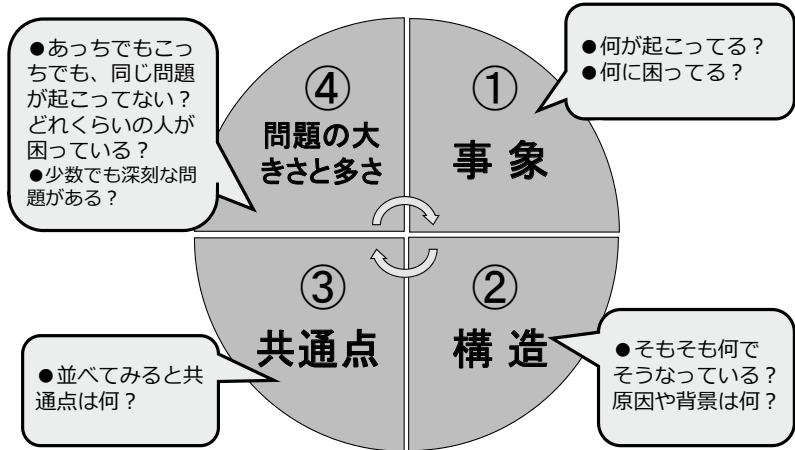 ①
事 象
●何が起こってる？
●何に困ってる？
②
構 造
●そもそも何で
そうなっている？
原因や背景は何？
③
共通点
●並べてみると共
通点は何？
④
問題の大
きさと多さ
●あっちでもこっ
ちでも、同じ問題
が起こってない？
どれくらいの人が
困っている？
●少数でも深刻な問
題がある？